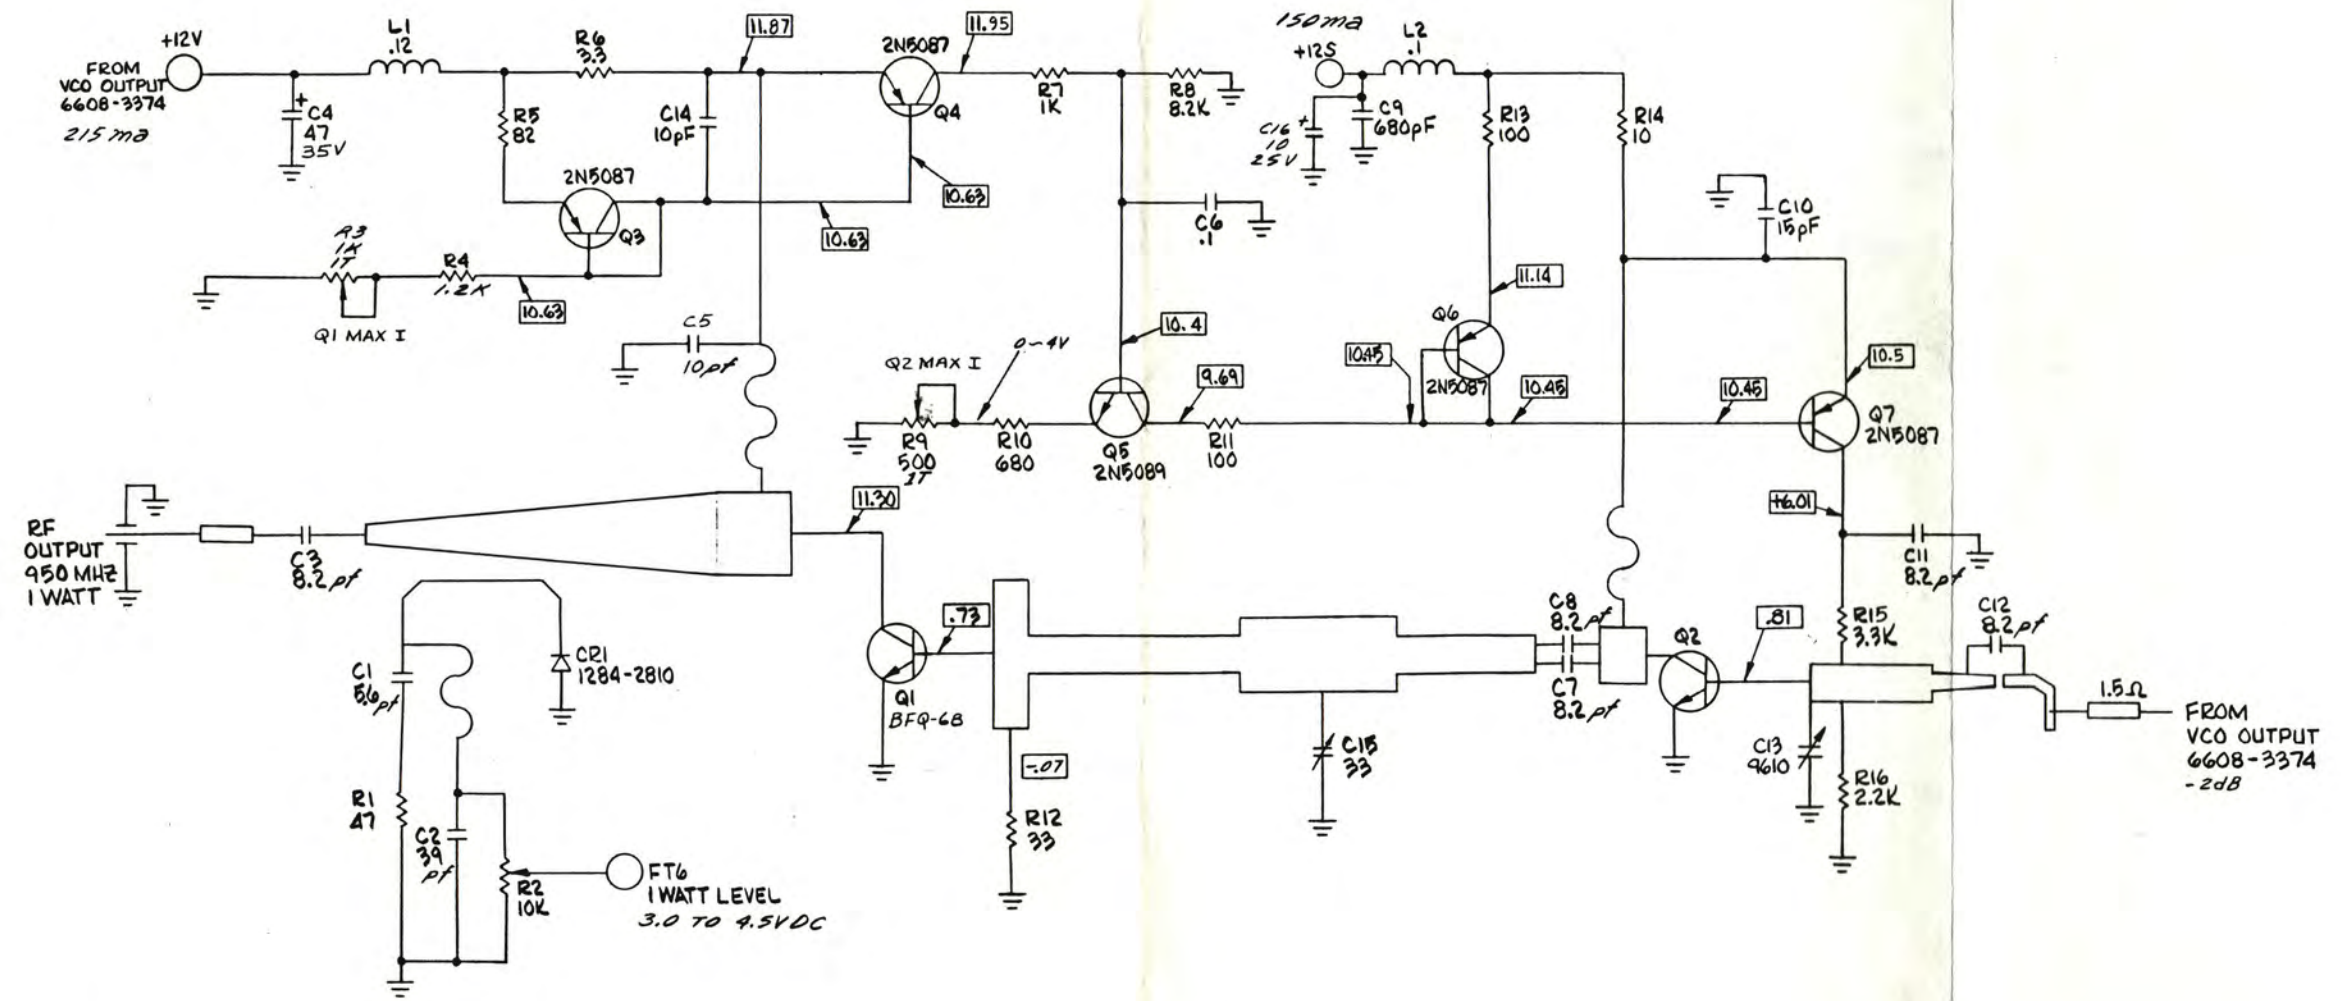 +12V
FROM
VCO OUTPUT
6608-3374
215 ma
L1
.12
C4
47
35V
R6
3.3
R5
82
C14
10pF
11.87
2N5087
Q4
11.95
10.63
10.63
2N5087
Q3
R3
1K
1T
R4
1.2K
10.63
Q1 MAX I
C5
10pf
R7
1K
R8
8.2K
C6
.1
10.4
150ma
+12S
L2
.1
C16
10
25V
C9
680pF
R13
100
R14
10
C10
15pF
11.14
Q6
2N5087
10.45
10.45
10.45
10.5
Q7
2N5087
Q2 MAX I
0-4V
R9
500
1T
R10
680
Q5
2N5089
9.69
R11
100
+6.01
C11
8.2pf
RF
OUTPUT
950 MHZ
1 WATT
C3
8.2pf
11.30
.73
Q1
BFQ-68
-.07
R12
33
C15
33
C8
8.2pf
C7
8.2pf
Q2
.81
R15
3.3K
C12
8.2pf
C13
9610
R16
2.2K
1.5Ω
FROM
VCO OUTPUT
6608-3374
-2dB
C1
5.6pf
CR1
1284-2810
R1
47
C2
39
pf
R2
10K
FT6
1 WATT LEVEL
3.0 TO 4.5VDC